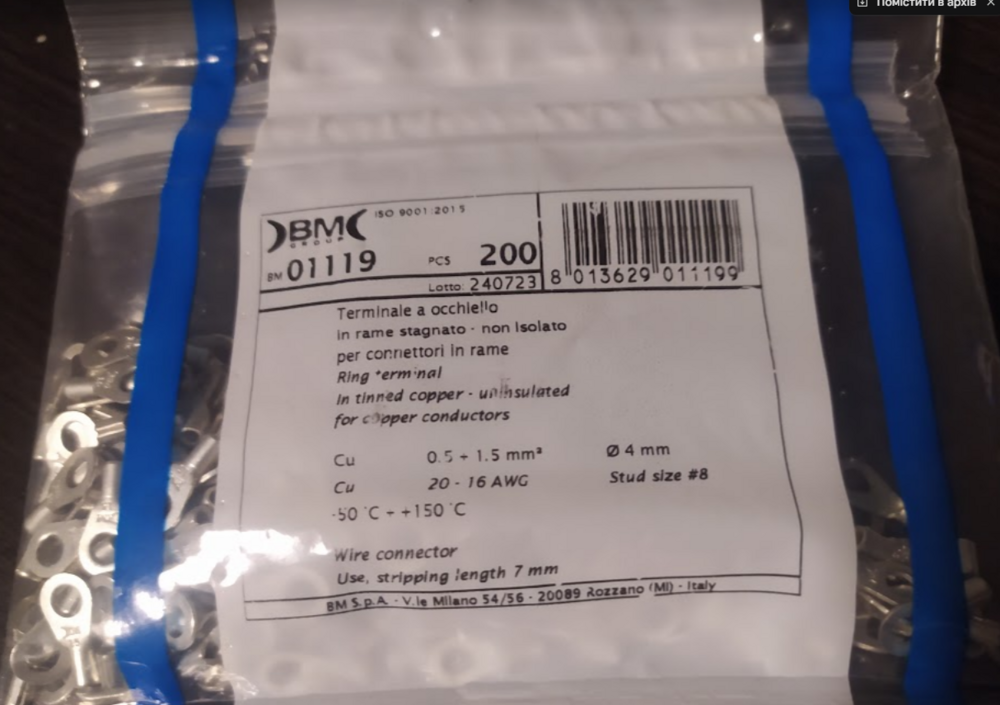 Помістити в архів
ISO 9001:2015
BM
GROUP
BM 01119 PCS 200
Lotto: 240723
8 013629 011199
Terminale a occhiello
in rame stagnato - non isolato
per connettori in rame
Ring terminal
In tinned copper - uninsulated
for copper conductors
Cu 0.5 ÷ 1.5 mm² Ø 4 mm
Cu 20 - 16 AWG Stud size #8
-50 °C ÷ +150 °C
Wire connector
Use, stripping length 7 mm
BM S.p.A. - V.le Milano 54/56 - 20089 Rozzano (MI) - Italy